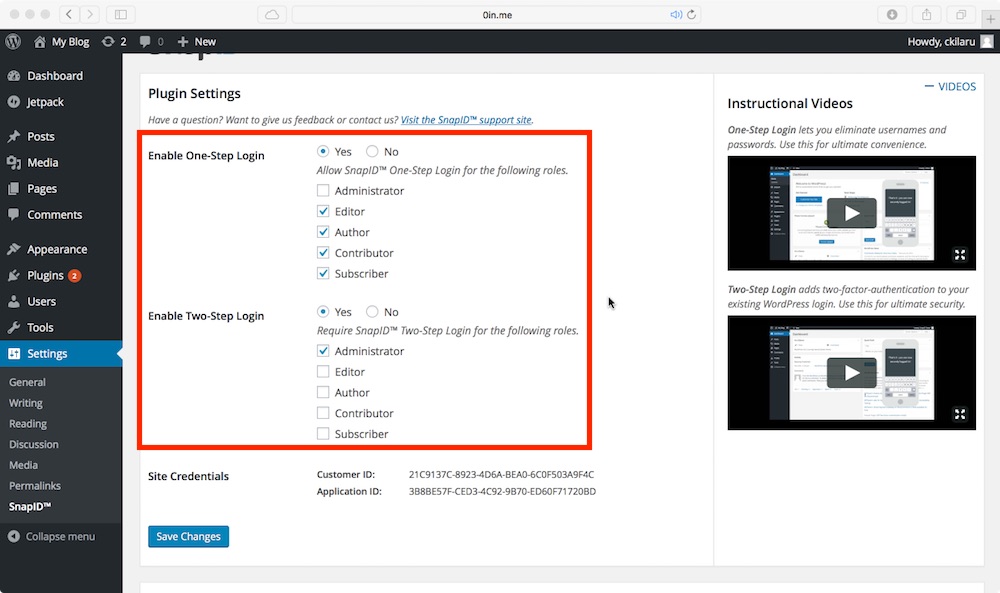 0in.me
My Blog 2 0 New Howdy, ckilaru
Dashboard
Jetpack
Posts
Media
Pages
Comments
Appearance
Plugins 2
Users
Tools
Settings
General
Writing
Reading
Discussion
Media
Permalinks
SnapID™
Collapse menu
Plugin Settings
Have a question? Want to give us feedback or contact us? Visit the SnapID™ support site.
Enable One-Step Login
Yes No
Allow SnapID™ One-Step Login for the following roles.
Administrator
Editor
Author
Contributor
Subscriber
Enable Two-Step Login
Yes No
Require SnapID™ Two-Step Login for the following roles.
Administrator
Editor
Author
Contributor
Subscriber
Site Credentials
Customer ID: 21C9137C-8923-4D6A-BEA0-6C0F503A9F4C
Application ID: 3B8BE57F-CED3-4C92-9B70-ED60F71720BD
Save Changes
— VIDEOS
Instructional Videos
One-Step Login lets you eliminate usernames and
passwords. Use this for ultimate convenience.
Two-Step Login adds two-factor-authentication to your
existing WordPress login. Use this for ultimate security.